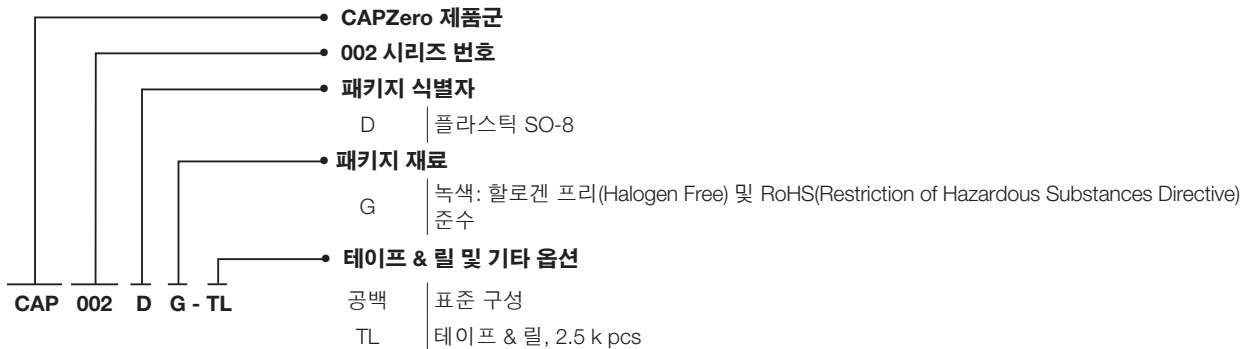 CAPZero 제품군
002 시리즈 번호
패키지 식별자
D 플라스틱 SO-8
패키지 재료
G 녹색: 할로겐 프리(Halogen Free) 및 RoHS(Restriction of Hazardous Substances Directive)
준수
테이프 & 릴 및 기타 옵션
공백 표준 구성
TL 테이프 & 릴, 2.5 k pcs
CAP 002 D G - TL